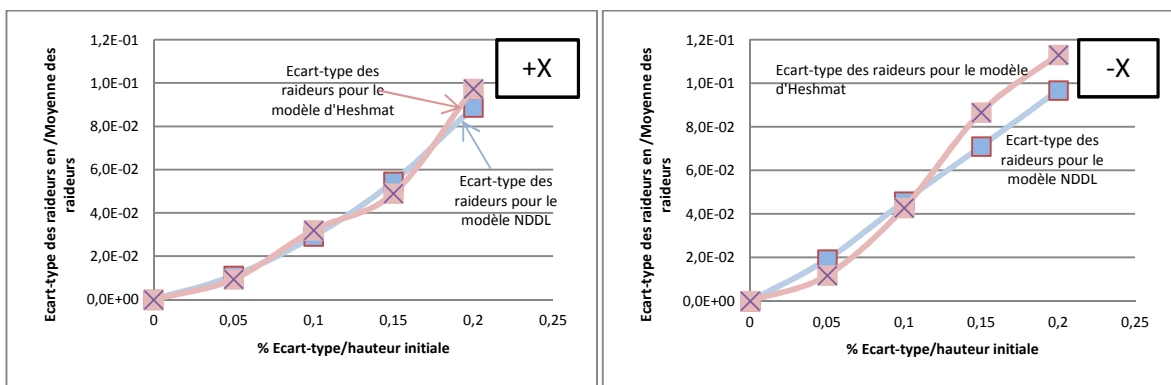 Ecart-type des raideurs en /Moyenne des
raideurs
1,2E-01
1,0E-01
8,0E-02
6,0E-02
4,0E-02
2,0E-02
0,0E+00
+X
Ecart-type des
raideurs pour le
modèle d'Heshmat
Ecart-type des
raideurs pour le
modèle NDDL
0 0,05 0,1 0,15 0,2 0,25
% Ecart-type/hauteur initiale
Ecart-type des raideurs en /Moyenne des
raideurs
1,2E-01
1,0E-01
8,0E-02
6,0E-02
4,0E-02
2,0E-02
0,0E+00
-X
Ecart-type des raideurs pour le modèle
d'Heshmat
Ecart-type des
raideurs pour le
modèle NDDL
0 0,05 0,1 0,15 0,2 0,25
% Ecart-type/hauteur initiale